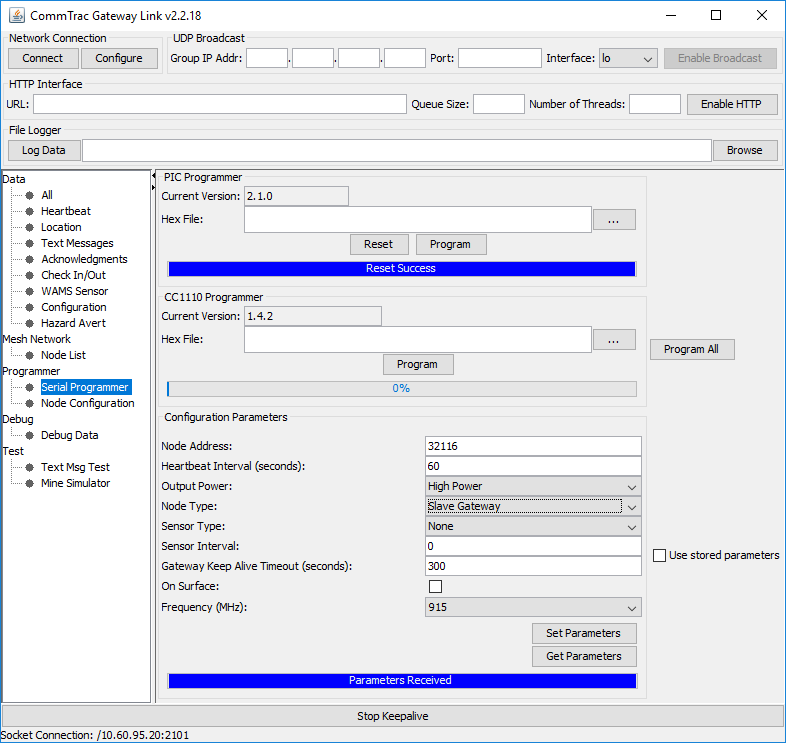 CommTrac Gateway Link v2.2.18
Network Connection
UDP Broadcast
Connect Configure Group IP Addr: . . . Port: Interface: lo Enable Broadcast
HTTP Interface
URL: Queue Size: Number of Threads: Enable HTTP
File Logger
Log Data Browse
Data
All
Heartbeat
Location
Text Messages
Acknowledgments
Check In/Out
WAMS Sensor
Configuration
Hazard Avert
Mesh Network
Node List
Programmer
Serial Programmer
Node Configuration
Debug
Debug Data
Test
Text Msg Test
Mine Simulator
PIC Programmer
Current Version: 2.1.0
Hex File: ...
Reset Program
Reset Success
CC1110 Programmer
Current Version: 1.4.2
Hex File: ...
Program
0%
Program All
Configuration Parameters
Node Address: 32116
Heartbeat Interval (seconds): 60
Output Power: High Power
Node Type: Slave Gateway
Sensor Type: None
Sensor Interval: 0
Gateway Keep Alive Timeout (seconds): 300
On Surface:
Frequency (MHz): 915
Use stored parameters
Set Parameters
Get Parameters
Parameters Received
Stop Keepalive
Socket Connection: /10.60.95.20:2101